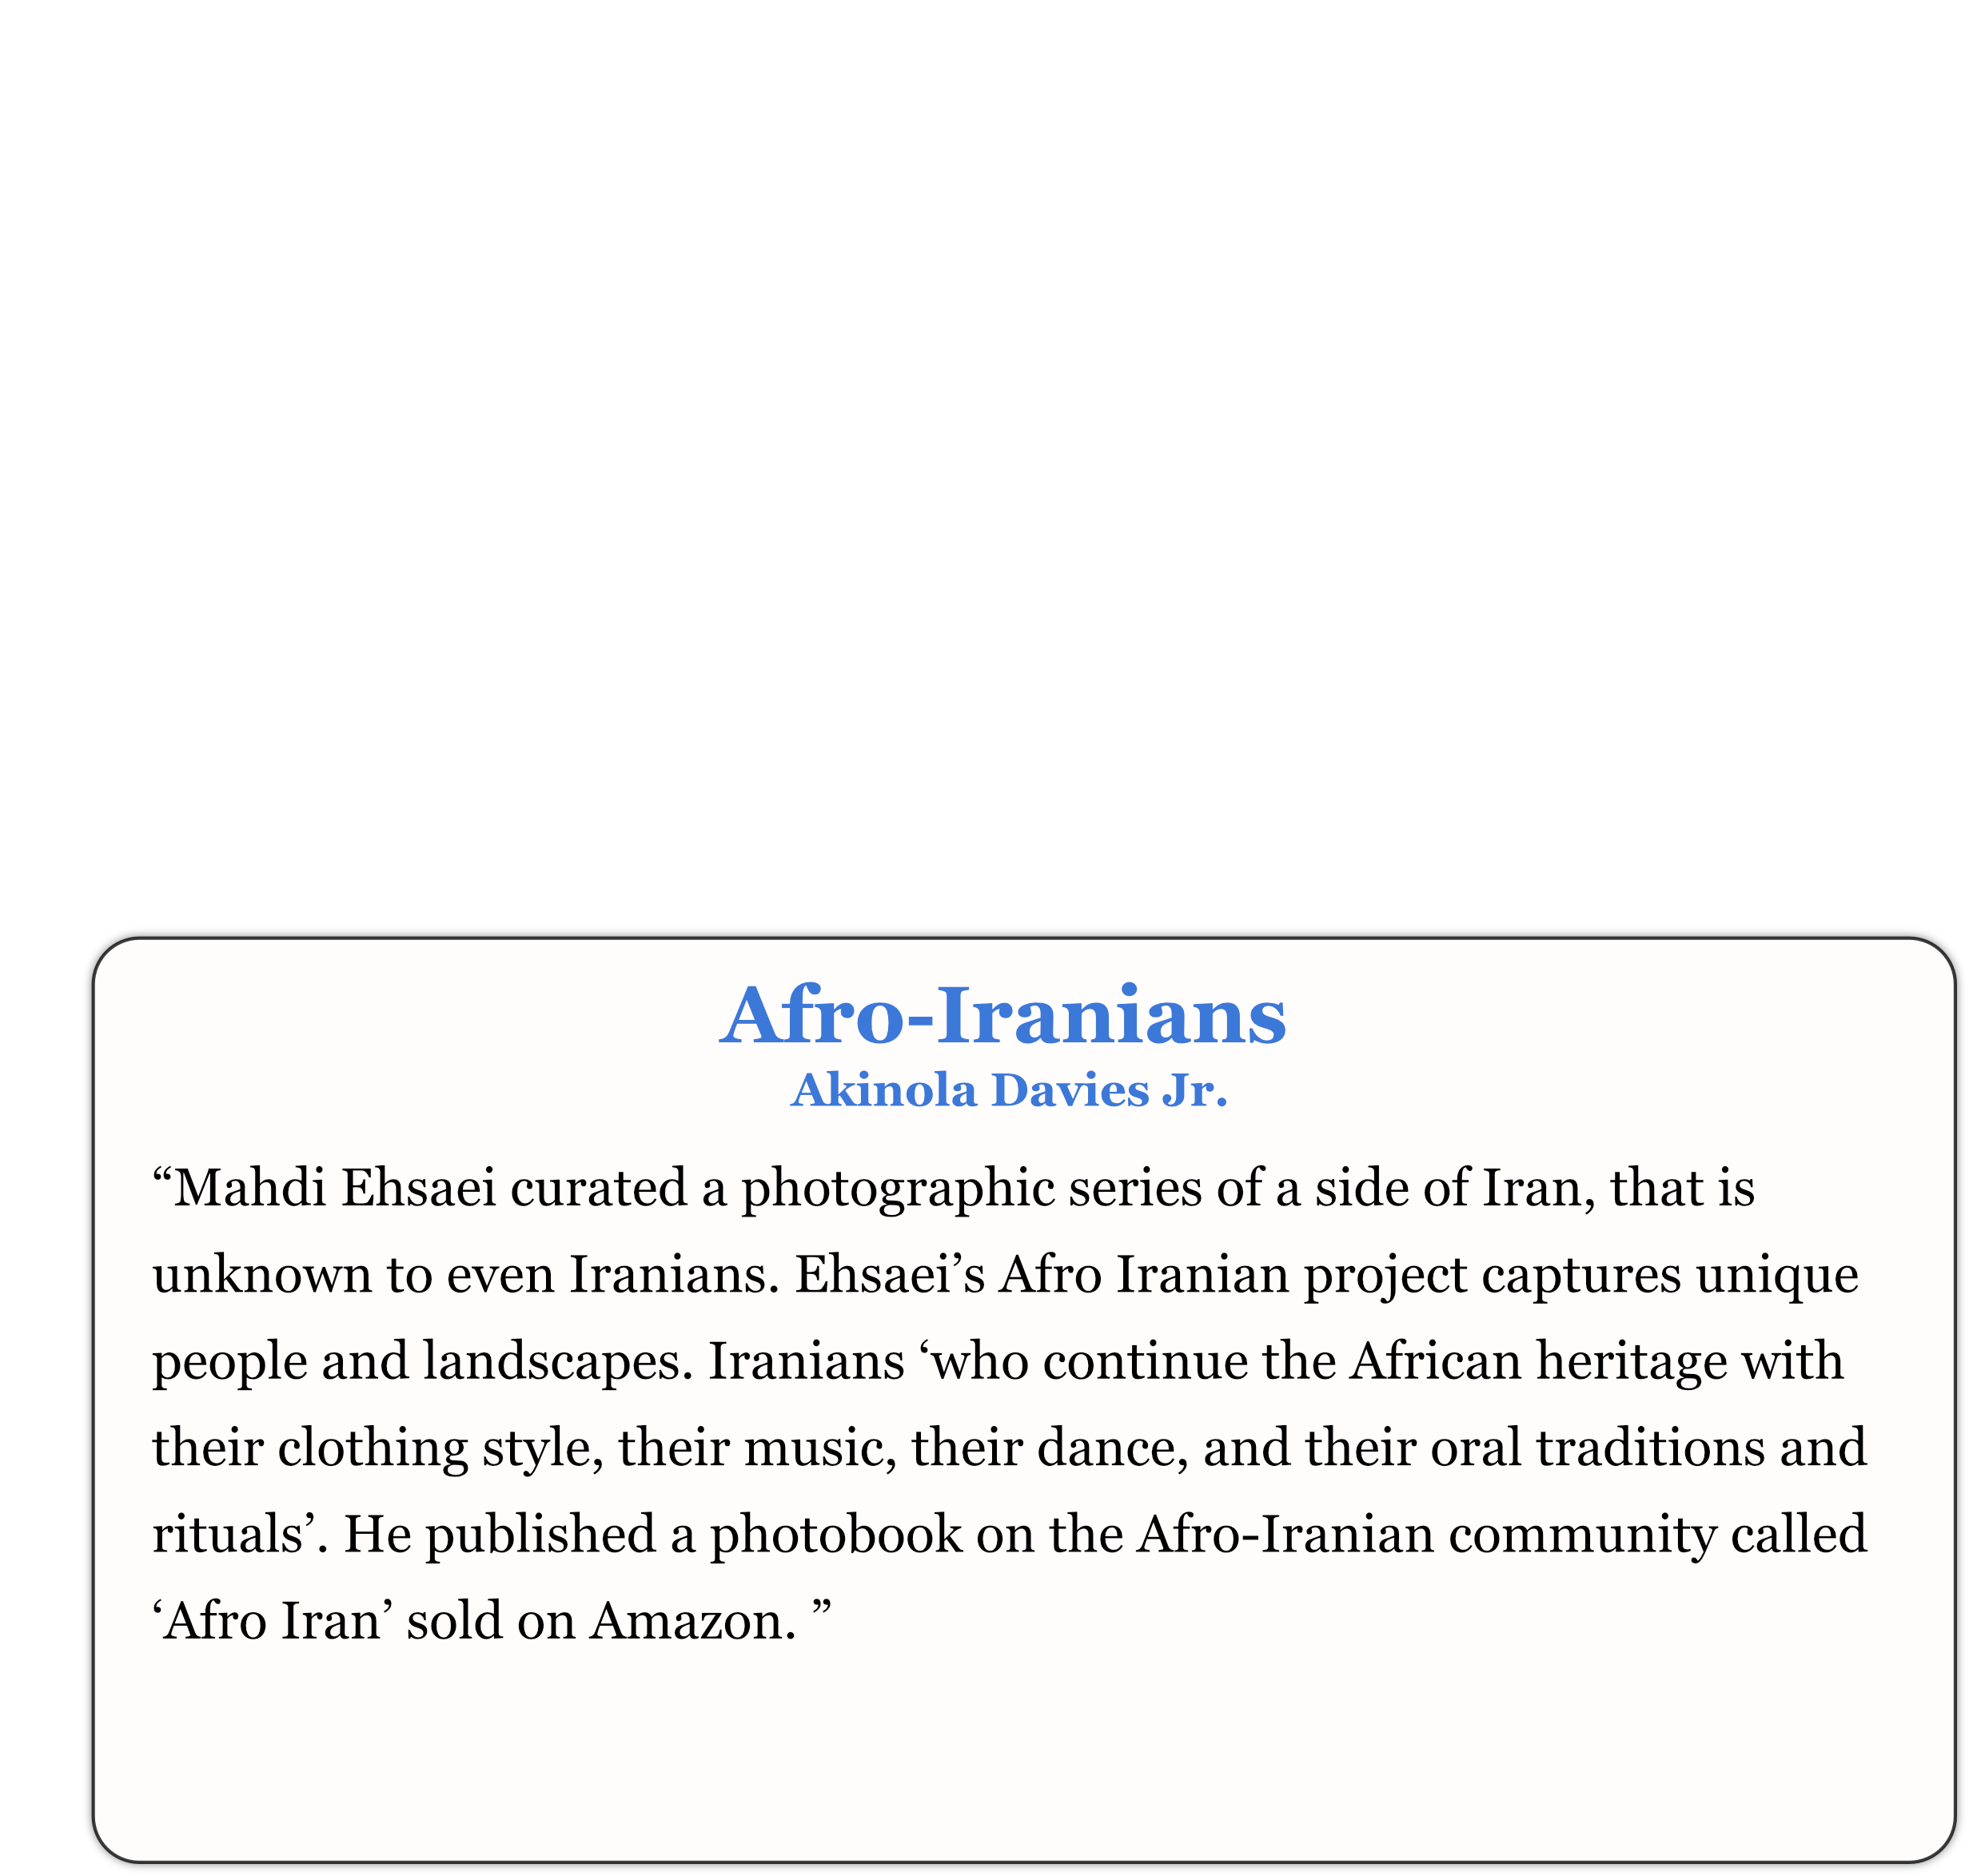 Afro-Iranians
Akinola Davies Jr.
“Mahdi Ehsaei curated a photographic series of a side of Iran, that is
unknown to even Iranians. Ehsaei’s Afro Iranian project captures unique
people and landscapes. Iranians ‘who continue the African heritage with
their clothing style, their music, their dance, and their oral traditions and
rituals’. He published a photobook on the Afro-Iranian community called
‘Afro Iran’ sold on Amazon. ”